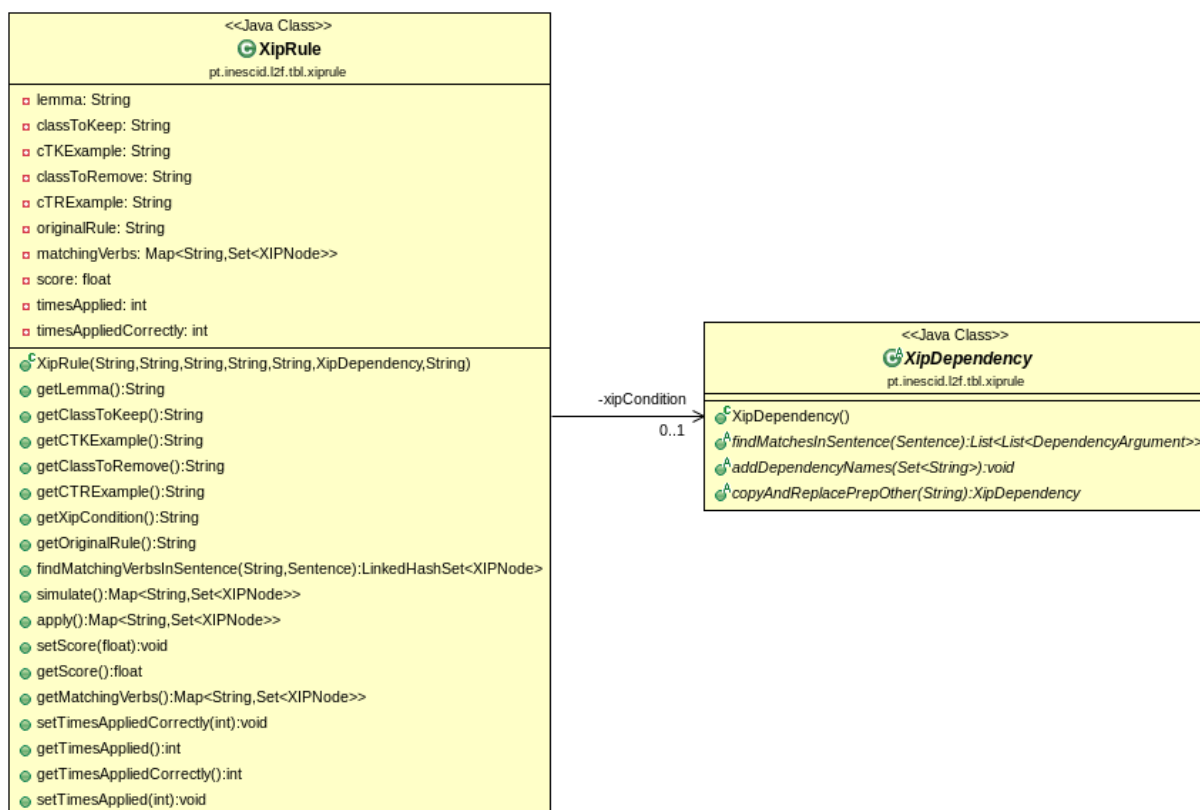 <<Java Class>>
XipRule
pt.inescid.l2f.tbl.xiprule
lemma: String
classToKeep: String
cTKExample: String
classToRemove: String
cTRExample: String
originalRule: String
matchingVerbs: Map<String,Set<XIPNode>>
score: float
timesApplied: int
timesAppliedCorrectly: int
XipRule(String,String,String,String,String,XipDependency,String)
getLemma():String
getClassToKeep():String
getCTKExample():String
getClassToRemove():String
getCTRExample():String
getXipCondition():String
getOriginalRule():String
findMatchingVerbsInSentence(String,Sentence):LinkedHashSet<XIPNode>
simulate():Map<String,Set<XIPNode>>
apply():Map<String,Set<XIPNode>>
setScore(float):void
getScore():float
getMatchingVerbs():Map<String,Set<XIPNode>>
setTimesAppliedCorrectly(int):void
getTimesApplied():int
getTimesAppliedCorrectly():int
setTimesApplied(int):void
-xipCondition
0..1
<<Java Class>>
XipDependency
pt.inescid.l2f.tbl.xiprule
XipDependency()
findMatchesInSentence(Sentence):List<List<DependencyArgument>>
addDependencyNames(Set<String>):void
copyAndReplacePrepOther(String):XipDependency